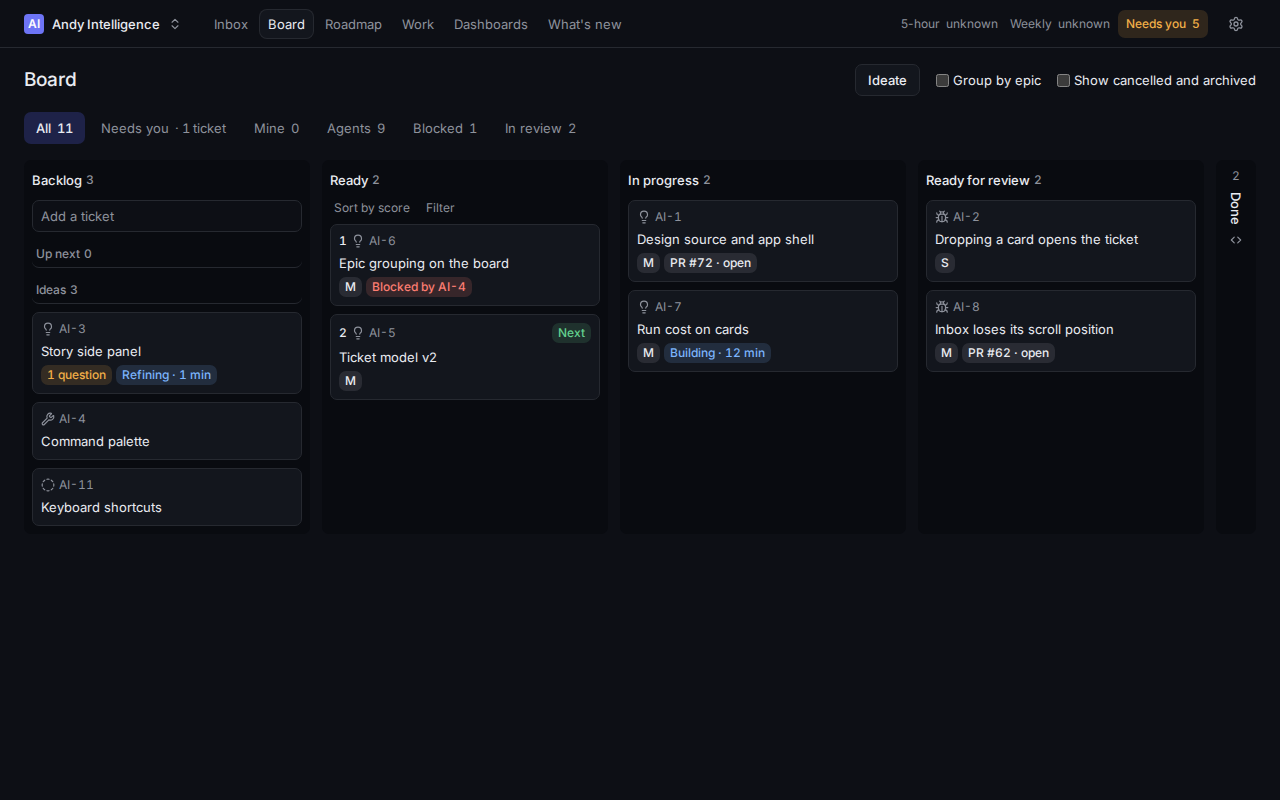 AI Andy Intelligence Inbox Board Roadmap Work Dashboards What's new 5-hour unknown Weekly unknown Needs you 5
Board Ideate Group by epic Show cancelled and archived
All 11 Needs you · 1 ticket Mine 0 Agents 9 Blocked 1 In review 2
Backlog 3
Add a ticket
Up next 0
Ideas 3
AI-3
Story side panel
1 question Refining · 1 min
AI-4
Command palette
AI-11
Keyboard shortcuts
Ready 2
Sort by score Filter
1 AI-6
Epic grouping on the board
M Blocked by AI-4
2 AI-5 Next
Ticket model v2
M
In progress 2
AI-1
Design source and app shell
M PR #72 · open
AI-7
Run cost on cards
M Building · 12 min
Ready for review 2
AI-2
Dropping a card opens the ticket
S
AI-8
Inbox loses its scroll position
M PR #62 · open
2
Done